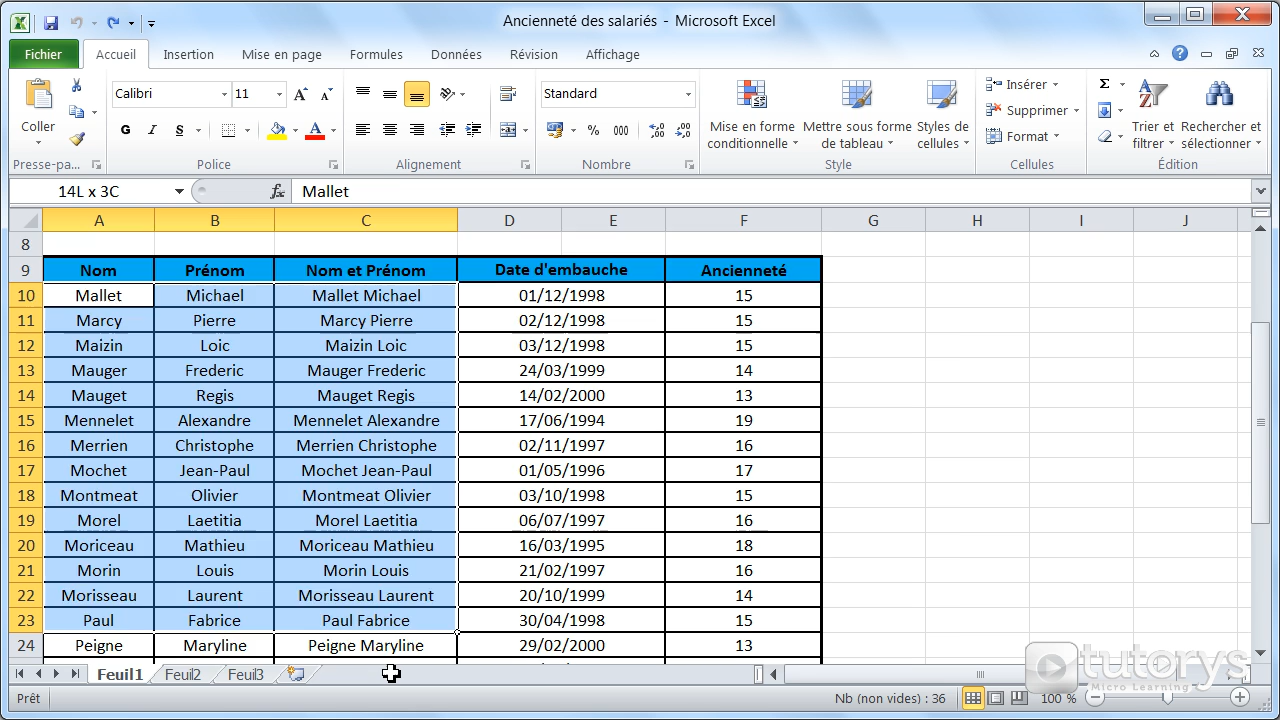 Ancienneté des salariés - Microsoft Excel
Fichier Accueil Insertion Mise en page Formules Données Révision Affichage
Coller
Calibri 11
G I S A A A
Standard
% 000
Mise en forme conditionnelle
Mettre sous forme de tableau
Styles de cellules
Insérer
Supprimer
Format
Σ
Trier et filtrer
Rechercher et sélectionner
Presse-pa... Police Alignement Nombre Style Cellules Édition
14L x 3C fx Mallet
A B C D E F G H I J
8
9 Nom Prénom Nom et Prénom Date d'embauche Ancienneté
10 Mallet Michael Mallet Michael 01/12/1998 15
11 Marcy Pierre Marcy Pierre 02/12/1998 15
12 Maizin Loic Maizin Loic 03/12/1998 15
13 Mauger Frederic Mauger Frederic 24/03/1999 14
14 Mauget Regis Mauget Regis 14/02/2000 13
15 Mennelet Alexandre Mennelet Alexandre 17/06/1994 19
16 Merrien Christophe Merrien Christophe 02/11/1997 16
17 Mochet Jean-Paul Mochet Jean-Paul 01/05/1996 17
18 Montmeat Olivier Montmeat Olivier 03/10/1998 15
19 Morel Laetitia Morel Laetitia 06/07/1997 16
20 Moriceau Mathieu Moriceau Mathieu 16/03/1995 18
21 Morin Louis Morin Louis 21/02/1997 16
22 Morisseau Laurent Morisseau Laurent 20/10/1999 14
23 Paul Fabrice Paul Fabrice 30/04/1998 15
24 Peigne Maryline Peigne Maryline 29/02/2000 13
Feuil1 Feuil2 Feuil3
tutorys
Micro Learning
Prêt Nb (non vides) : 36 100 %